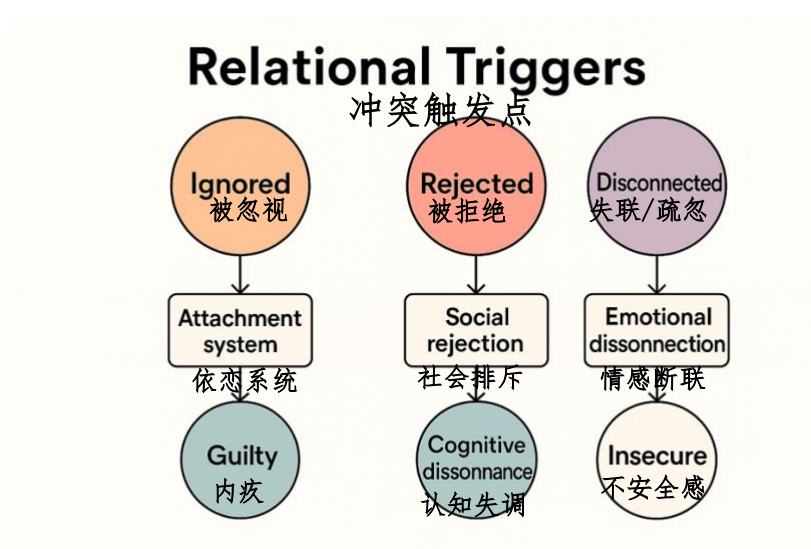 Relational Triggers
冲突触发点
Ignored
被忽视
Rejected
被拒绝
Disconnected
失联/疏忽
Attachment
system
依恋系统
Social
rejection
社会排斥
Emotional
dissonnection
情感断联
Guilty
内疚
Cognitive
dissonnance
认知失调
Insecure
不安全感